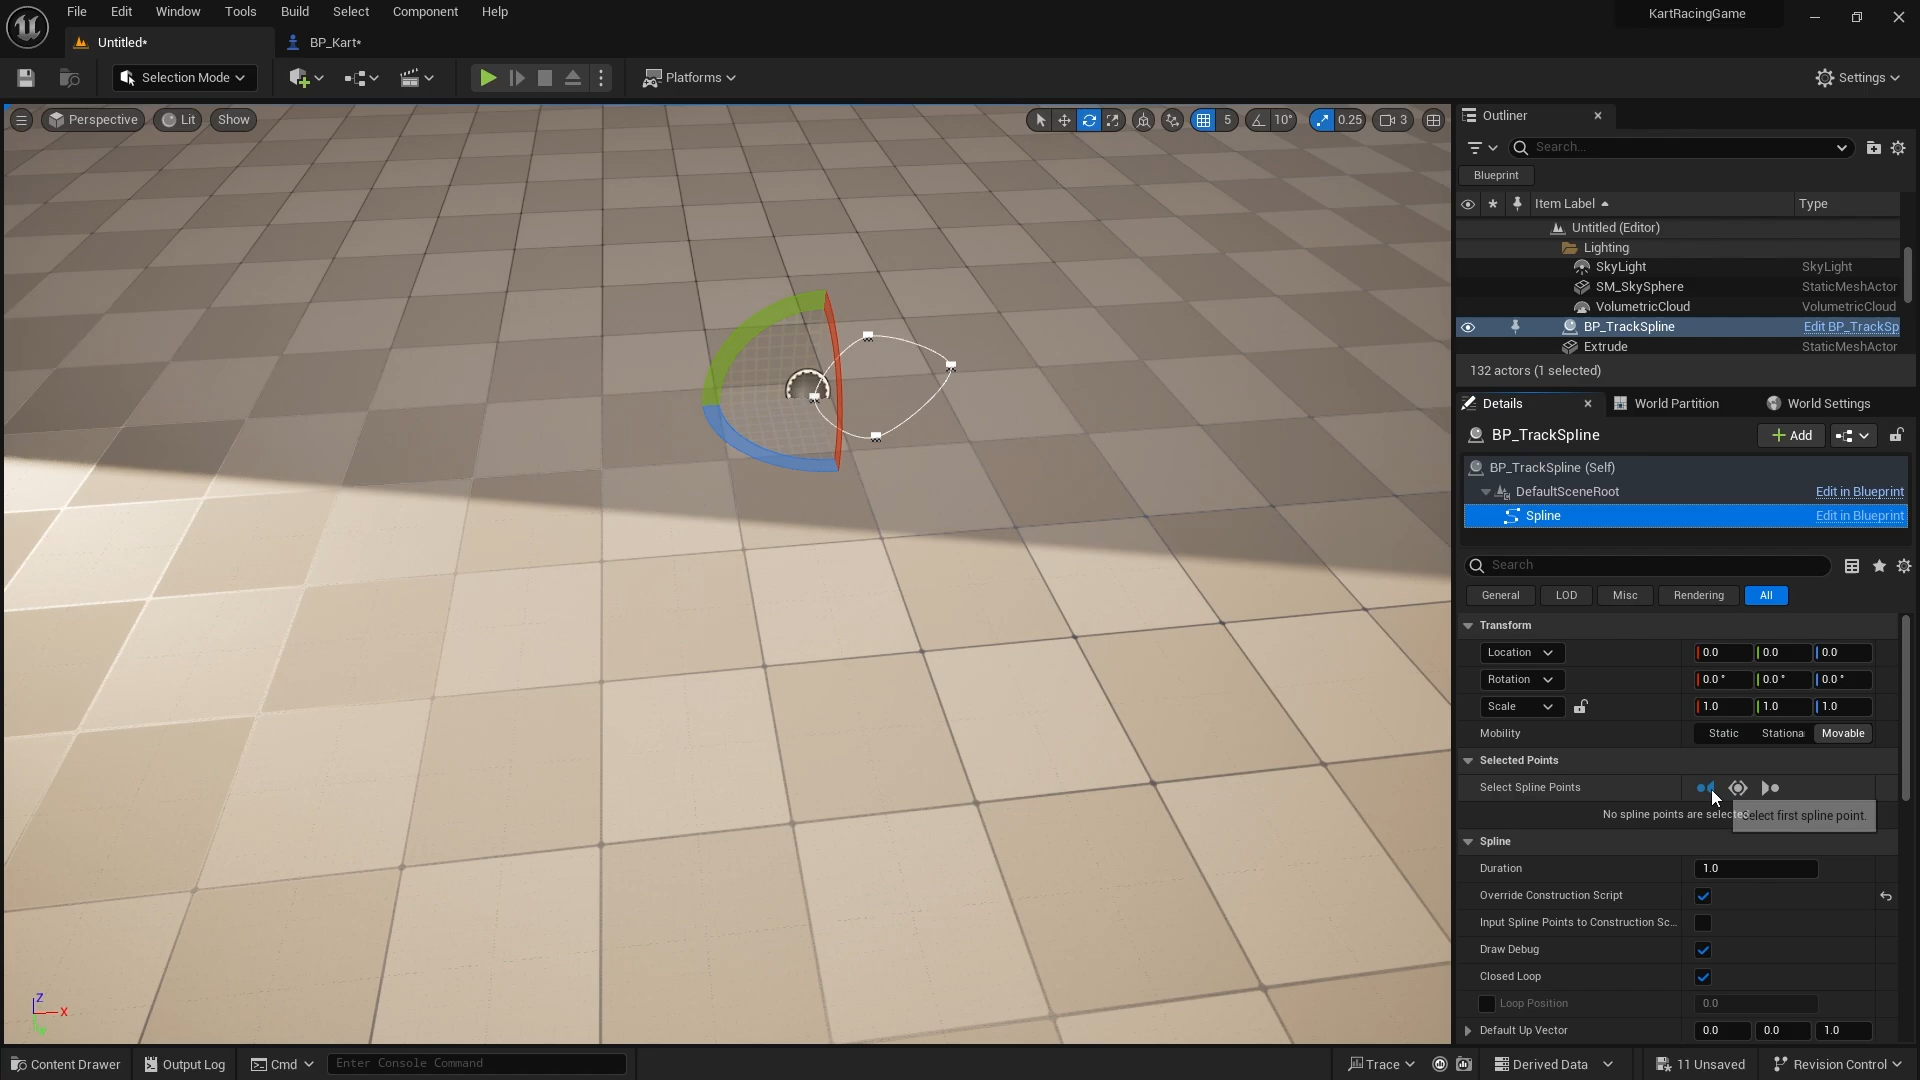 File Edit Window Tools Build Select Component Help
KartRacingGame
Untitled*
BP_Kart*
Selection Mode
Platforms
Settings
Perspective
Lit
Show
5
10°
0.25
3
Outliner
Search...
Blueprint
Item Label
Type
Untitled (Editor)
Lighting
SkyLight SkyLight
SM_SkySphere StaticMeshActor
VolumetricCloud VolumetricCloud
BP_TrackSpline Edit BP_TrackSp
Extrude StaticMeshActor
132 actors (1 selected)
Details
World Partition
World Settings
BP_TrackSpline
Add
BP_TrackSpline (Self)
DefaultSceneRoot Edit in Blueprint
Spline Edit in Blueprint
Search
General LOD Misc Rendering All
Transform
Location 0.0 0.0 0.0
Rotation 0.0 ° 0.0 ° 0.0 °
Scale 1.0 1.0 1.0
Mobility Static Stationa Movable
Selected Points
Select Spline Points
No spline points are selecte
Select first spline point.
Spline
Duration 1.0
Override Construction Script
Input Spline Points to Construction Sc...
Draw Debug
Closed Loop
Loop Position 0.0
Default Up Vector 0.0 0.0 1.0
Z
X
Content Drawer
Output Log
Cmd
Enter Console Command
Trace
Derived Data
11 Unsaved
Revision Control